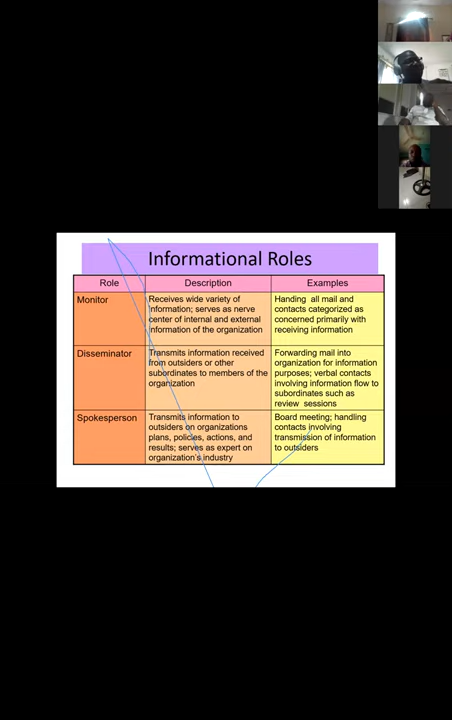 Informational Roles
Role Description Examples
Monitor
Receives wide variety of
information; serves as nerve
center of internal and external
information of the organization
Handing all mail and
contacts categorized as
concerned primarily with
receiving information
Disseminator
Transmits information received
from outsiders or other
subordinates to members of the
organization
Forwarding mail into
organization for information
purposes; verbal contacts
involving information flow to
subordinates such as
review sessions
Spokesperson
Transmits information to
outsiders on organizations
plans, policies, actions, and
results; serves as expert on
organization's industry
Board meeting; handling
contacts involving
transmission of information
to outsiders